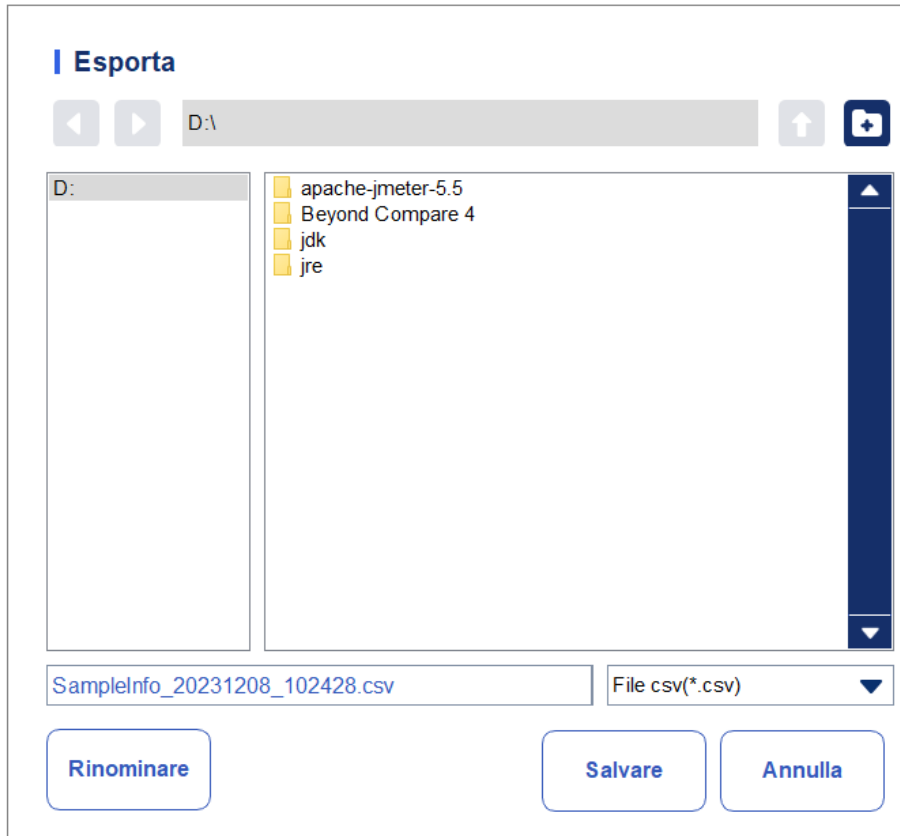 Esporta
D:\
D:
apache-jmeter-5.5
Beyond Compare 4
jdk
jre
SampleInfo_20231208_102428.csv
File csv(*.csv)
Rinominare
Salvare
Annulla